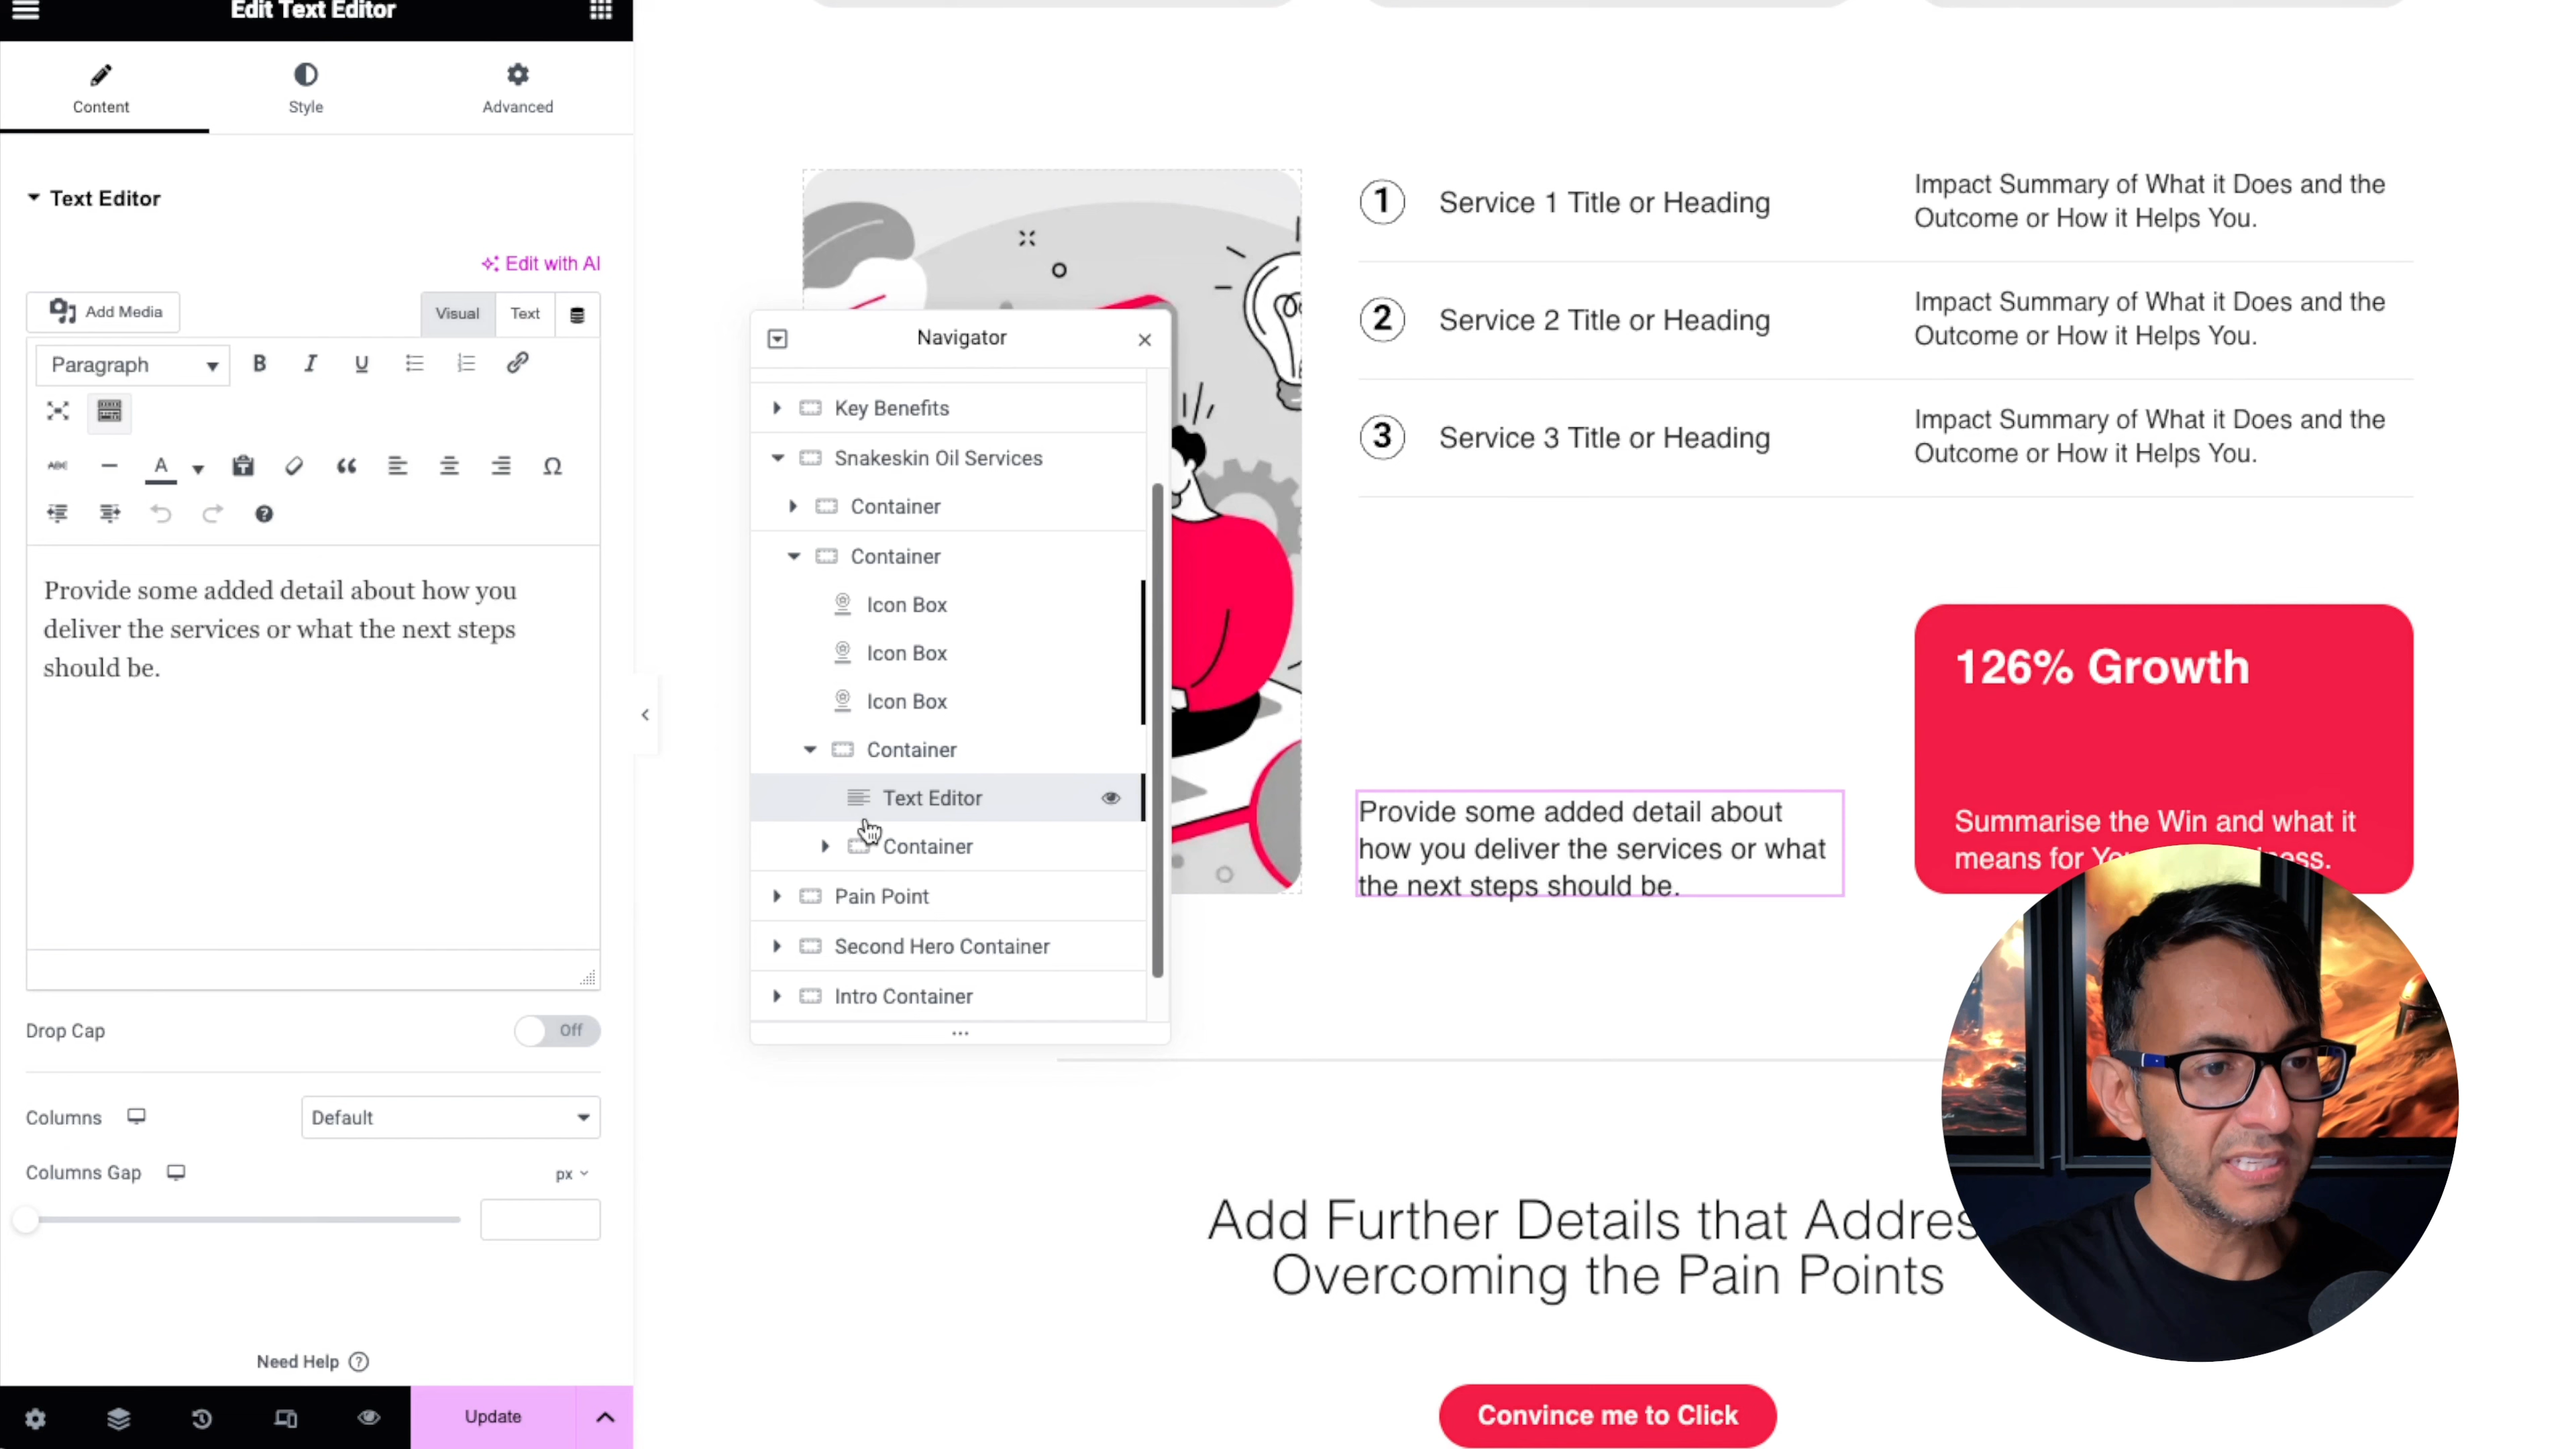 Edit Text Editor
Content
Style
Advanced
Text Editor
Edit with AI
Add Media
Visual
Text
Paragraph
B
I
U
ABC
A
Ω
Provide some added detail about how you
deliver the services or what the next steps
should be.
Drop Cap
Off
Columns
Default
Columns Gap
px
Need Help ?
Update
Navigator
Key Benefits
Snakeskin Oil Services
Container
Container
Icon Box
Icon Box
Icon Box
Container
Text Editor
Container
Pain Point
Second Hero Container
Intro Container
1
Service 1 Title or Heading
Impact Summary of What it Does and the
Outcome or How it Helps You.
2
Service 2 Title or Heading
Impact Summary of What it Does and the
Outcome or How it Helps You.
3
Service 3 Title or Heading
Impact Summary of What it Does and the
Outcome or How it Helps You.
Provide some added detail about
how you deliver the services or what
the next steps should be.
126% Growth
Summarise the Win and what it
means for
Add Further Details that
Overcoming the Pain Points
Convince me to Click